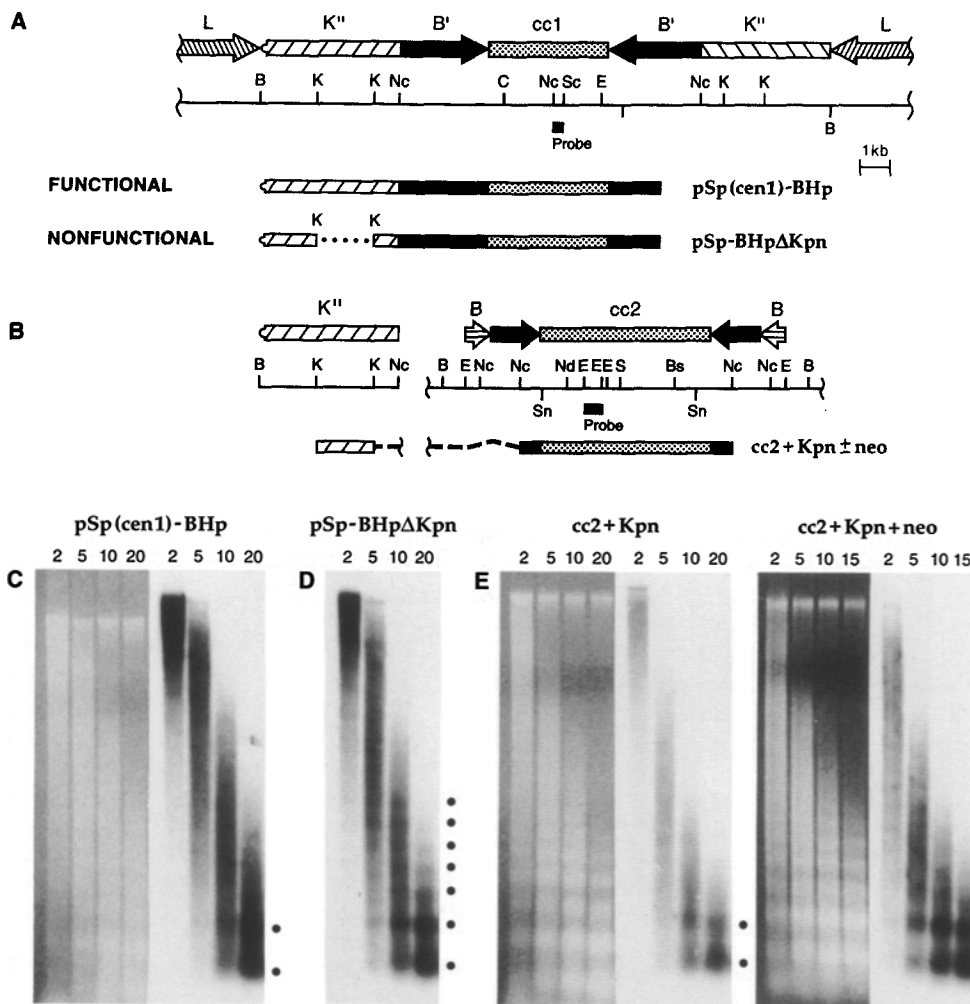 A
L K" B' cc1 B' K" L
B K K Nc C Nc Sc E Nc K K
B
Probe
1kb
FUNCTIONAL pSp(cen1)-BHp
K K
NONFUNCTIONAL pSp-BHpΔKpn
B
K" B cc2 B
B K K Nc B E Nc Nc Nd E E E S Bs Nc Nc E B
Sn Sn
Probe
cc2+Kpn±neo
pSp(cen1)-BHp pSp-BHpΔKpn cc2+Kpn cc2+Kpn+neo
C 2 5 10 20 2 5 10 20
D 2 5 10 20
E 2 5 10 20 2 5 10 20 2 5 10 15 2 5 10 15